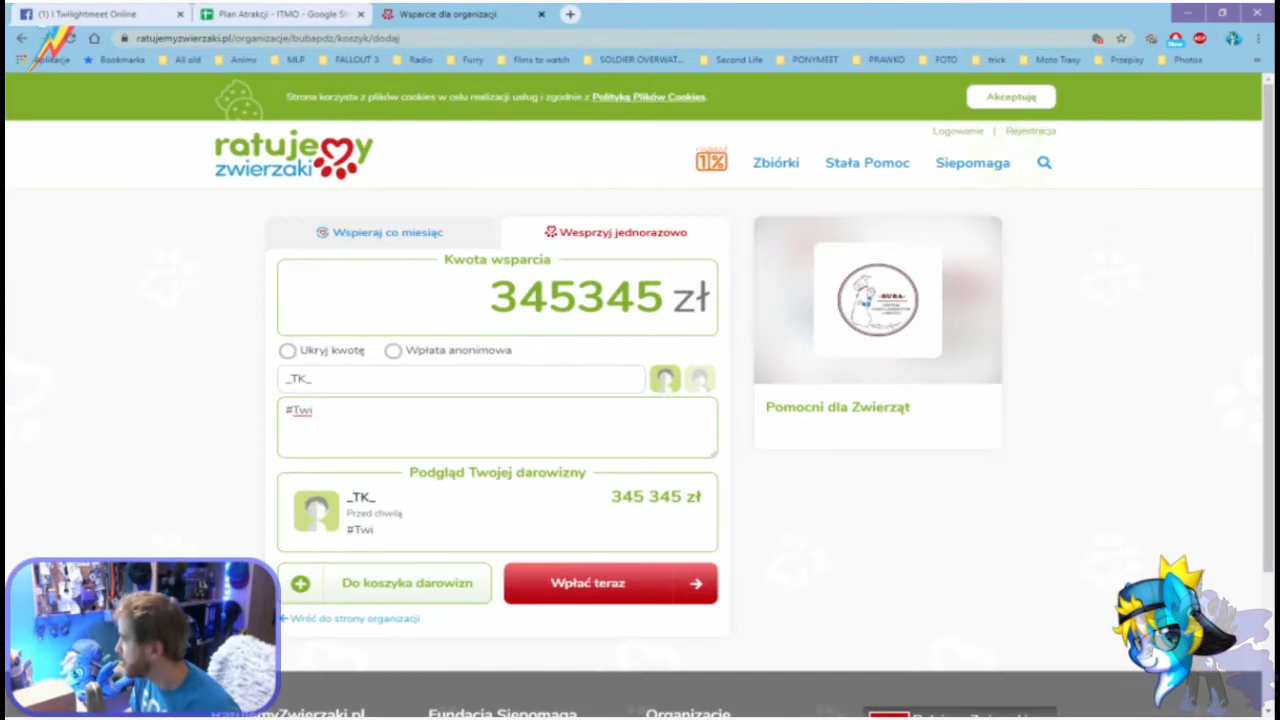 (1) I Twilightmeet Online
Plan Atrakcji - ITMO - Google Sh
Wsparcie dla organizacji
ratujemyzwierzaki.pl/organizacje/bubapdz/koszyk/dodaj
Aplikacje Bookmarks All old Anims MLP FALLOUT 3 Radio Furry films to watch SOLDIER OVERWAT... Second Life PONYMEET PRAWKO FOTO trick Moto Trasy Przepisy Photos
Strona korzysta z plików cookies w celu realizacji usług i zgodnie z Polityką Plików Cookies.
Akceptuję
Logowanie | Rejestracja
ratujemy
zwierzaki
1%
Zbiórki Stała Pomoc Siepomaga
Wspieraj co miesiąc
Wesprzyj jednorazowo
Kwota wsparcia
345345 zł
Ukryj kwotę Wpłata anonimowa
_TK_
#Twi
Podgląd Twojej darowizny
_TK_ 345 345 zł
Przed chwilą
#Twi
Do koszyka darowizn
Wpłać teraz
Wróć do strony organizacji
BUBA
Pomocni dla Zwierząt
RatujemyZwierzaki.pl Fundacja Siepomaga Organizacje